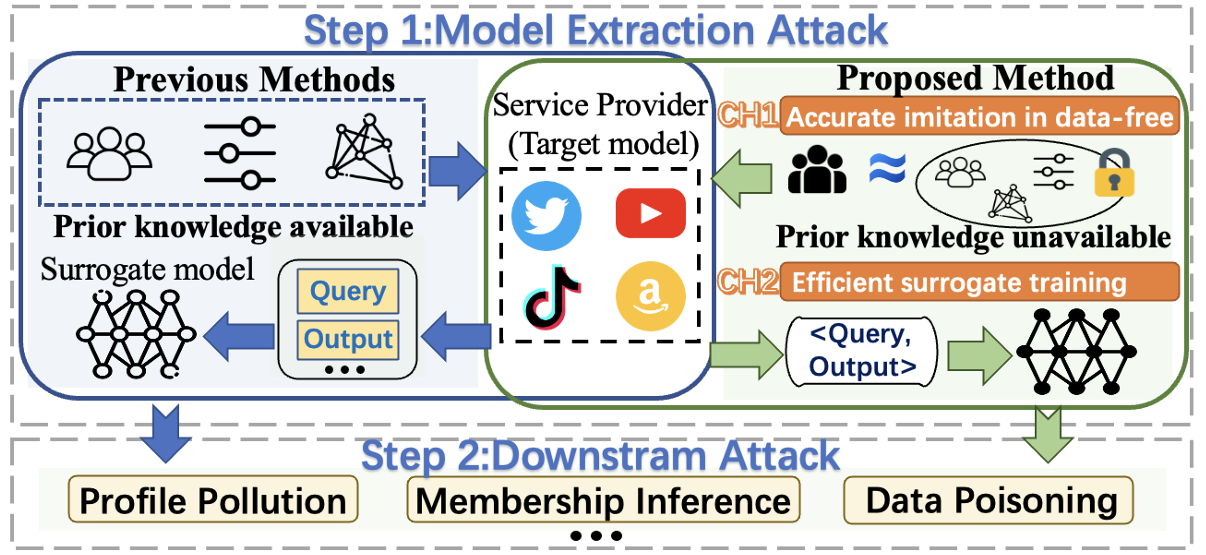 Step 1:Model Extraction Attack
Previous Methods
Prior knowledge available
Surrogate model
Query
Output
Service Provider
(Target model)
a
Proposed Method
CH1 Accurate imitation in data-free
Prior knowledge unavailable
CH2 Efficient surrogate training
<Query,
Output>
Step 2:Downstram Attack
Profile Pollution
Membership Inference
Data Poisoning